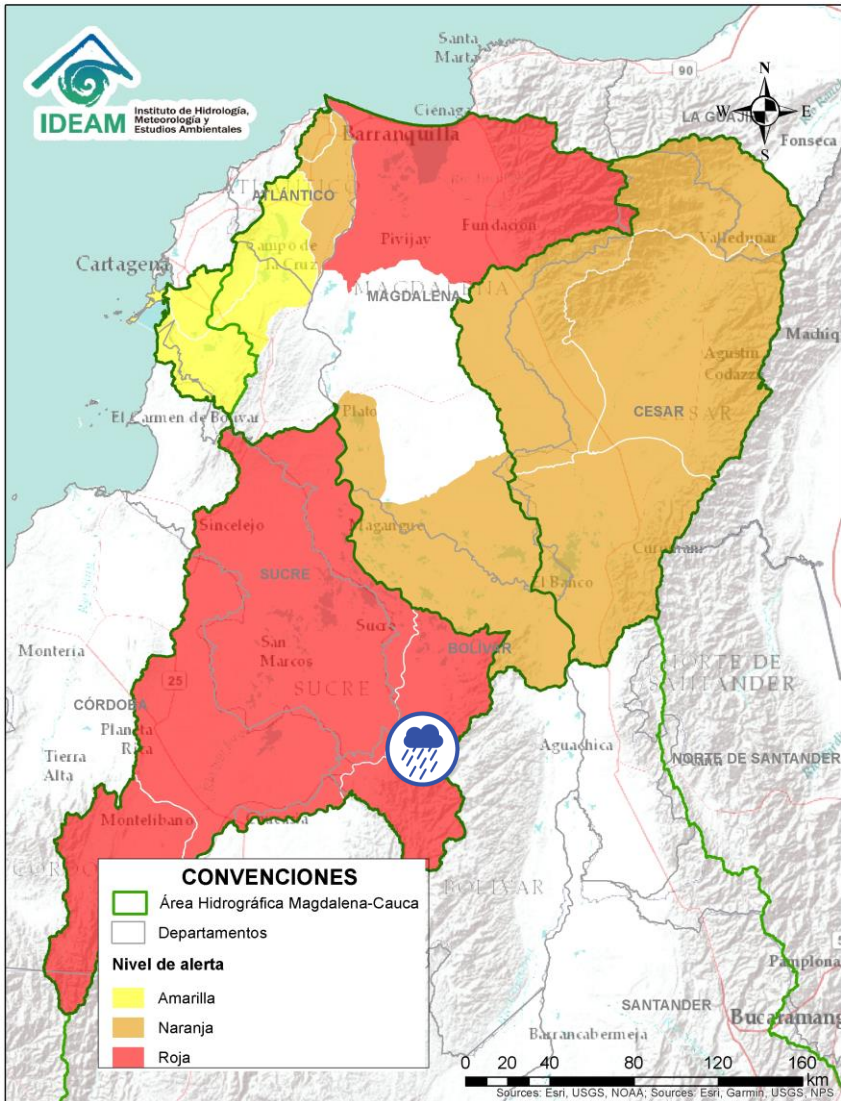 IDEAM
Instituto de Hidrología,
Meteorología y
Estudios Ambientales
Santa
Marta
90
N
W
E
S
LA GUAJI
Fonseca
Ciénaga
Barranquilla
ATLÁNTICO
Campo de
la Cruz
Cartagena
Pivijay
Fundación
Valledupar
MAGDALENA
MAGDALENA
Machiq
Agustín
Codazzi
CESAR
El Carmen de Bolívar
Plato
Sincelejo
Magangue
SUCRE
El Banco
Sucre
San
Marcos
SUCRE
BOLÍVAR
Montería
25
CÓRDOBA
Planeta
Rica
Tierra
Alta
NORTE DE
SANTANDER
Aguachica
NORTE DE SANTANDER
Montelíbano
BOLÍVAR
CONVENCIONES
Área Hidrográfica Magdalena-Cauca
Departamentos
Nivel de alerta
Amarilla
Naranja
Roja
Pamplona
SANTANDER
Bucaramang
Barrancabermeja
0 20 40 80 120 160
km
Sources: Esri, USGS, NOAA; Sources: Esri, Garmin, USGS, NPS